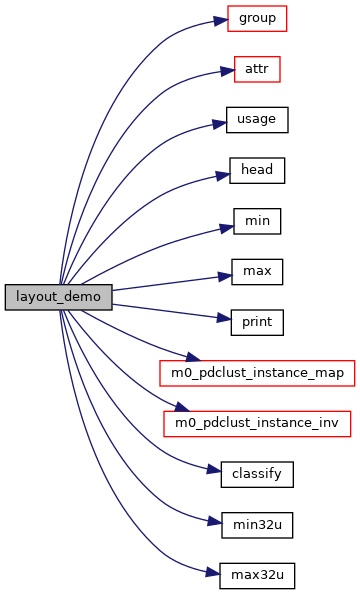 group
attr
usage
head
min
max
layout_demo
print
m0_pdclust_instance_map
m0_pdclust_instance_inv
classify
min32u
max32u